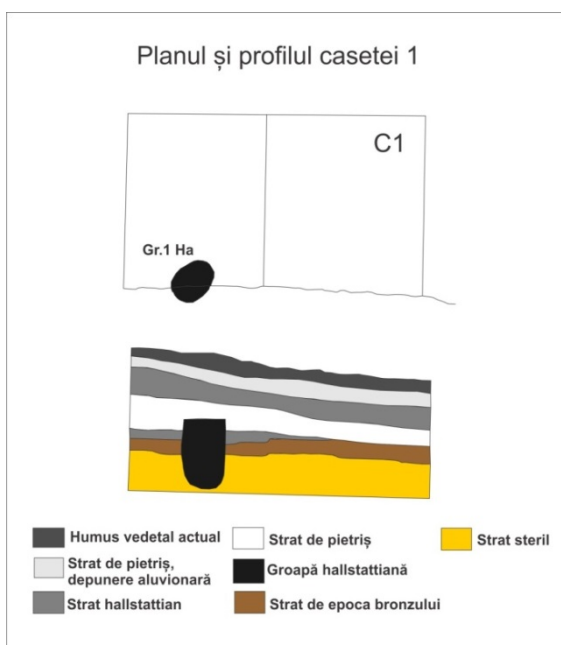 Planul și profilul casetei 1
C1
Gr.1 Ha
Humus vedetal actual
Strat de pietriș
Strat steril
Strat de pietriș,
depunere aluvionară
Groapă hallstattiană
Strat hallstattian
Strat de epoca bronzului